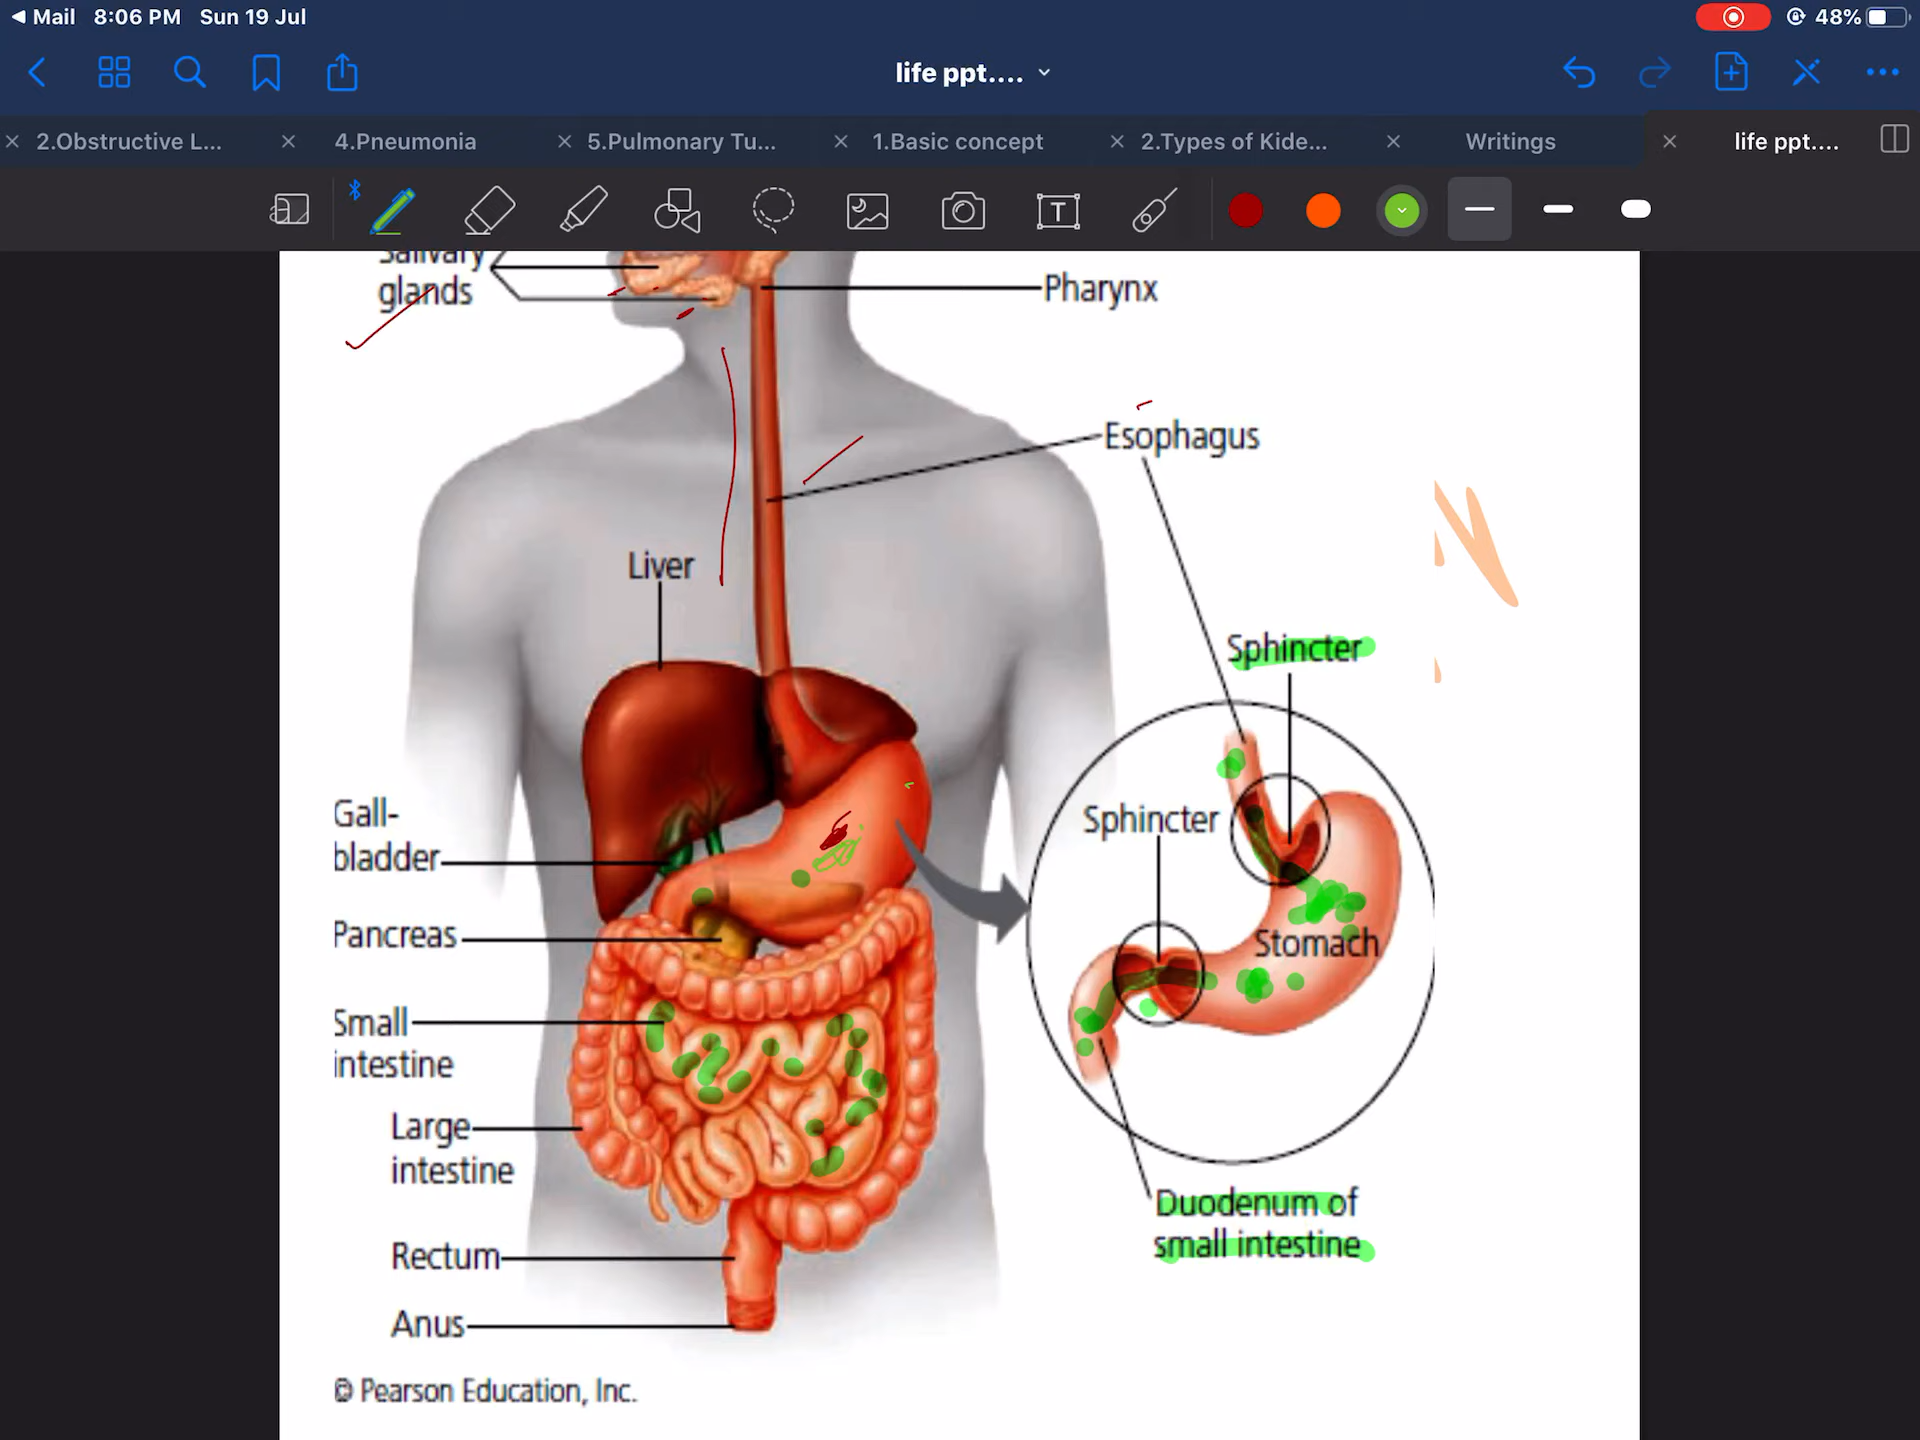 Mail 8:06 PM Sun 19 Jul 48%
life ppt....
2.Obstructive L... 4.Pneumonia 5.Pulmonary Tu... 1.Basic concept 2.Types of Kide... Writings life ppt....
T
Salivary
glands
Pharynx
Esophagus
Liver
Sphincter
Gall-
bladder
Sphincter
Pancreas
Stomach
Small
intestine
Large
intestine
Duodenum of
small intestine
Rectum
Anus
© Pearson Education, Inc.